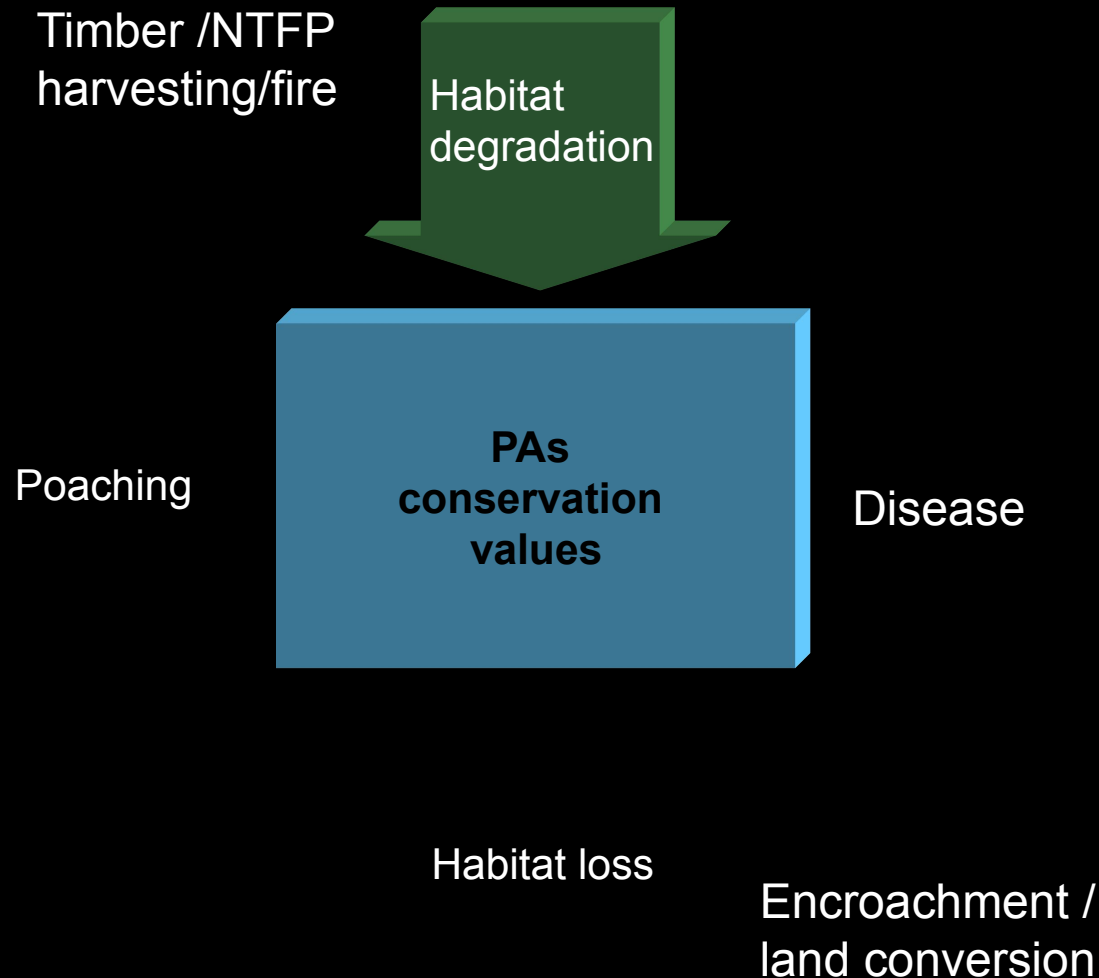 Timber /NTFP
harvesting/fire
Habitat
degradation
PAs
conservation
values
Poaching
Disease
Habitat loss
Encroachment /
land conversion